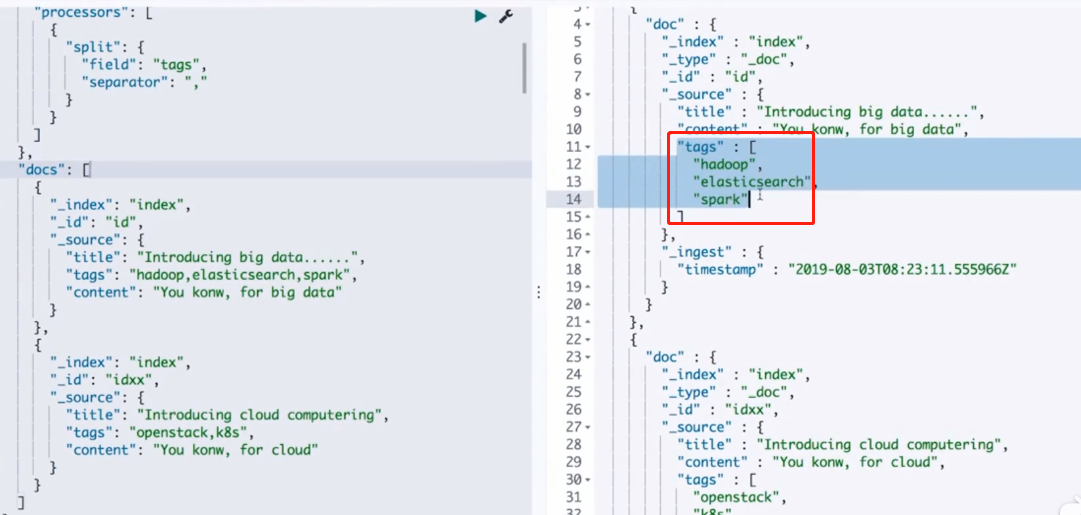 "processors": [
{
"split": {
"field": "tags",
"separator": ","
}
}
]
},
"docs": [
{
"_index": "index",
"_id": "id",
"_source": {
"title": "Introducing big data......",
"tags": "hadoop,elasticsearch,spark",
"content": "You konw, for big data"
}
},
{
"_index": "index",
"_id": "idxx",
"_source": {
"title": "Introducing cloud computering",
"tags": "openstack,k8s",
"content": "You konw, for cloud"
}
}
]
3 {
4 "doc" : {
5 "_index" : "index",
6 "_type" : "_doc",
7 "_id" : "id",
8 "_source" : {
9 "title" : "Introducing big data......",
10 "content" : "You konw, for big data",
11 "tags" : [
12 "hadoop",
13 "elasticsearch",
14 "spark"
15 ]
16 },
17 "_ingest" : {
18 "timestamp" : "2019-08-03T08:23:11.555966Z"
19 }
20 }
21 },
22 {
23 "doc" : {
24 "_index" : "index",
25 "_type" : "_doc",
26 "_id" : "idxx",
27 "_source" : {
28 "title" : "Introducing cloud computering",
29 "content" : "You konw, for cloud",
30 "tags" : [
31 "openstack",
32 "k8s"